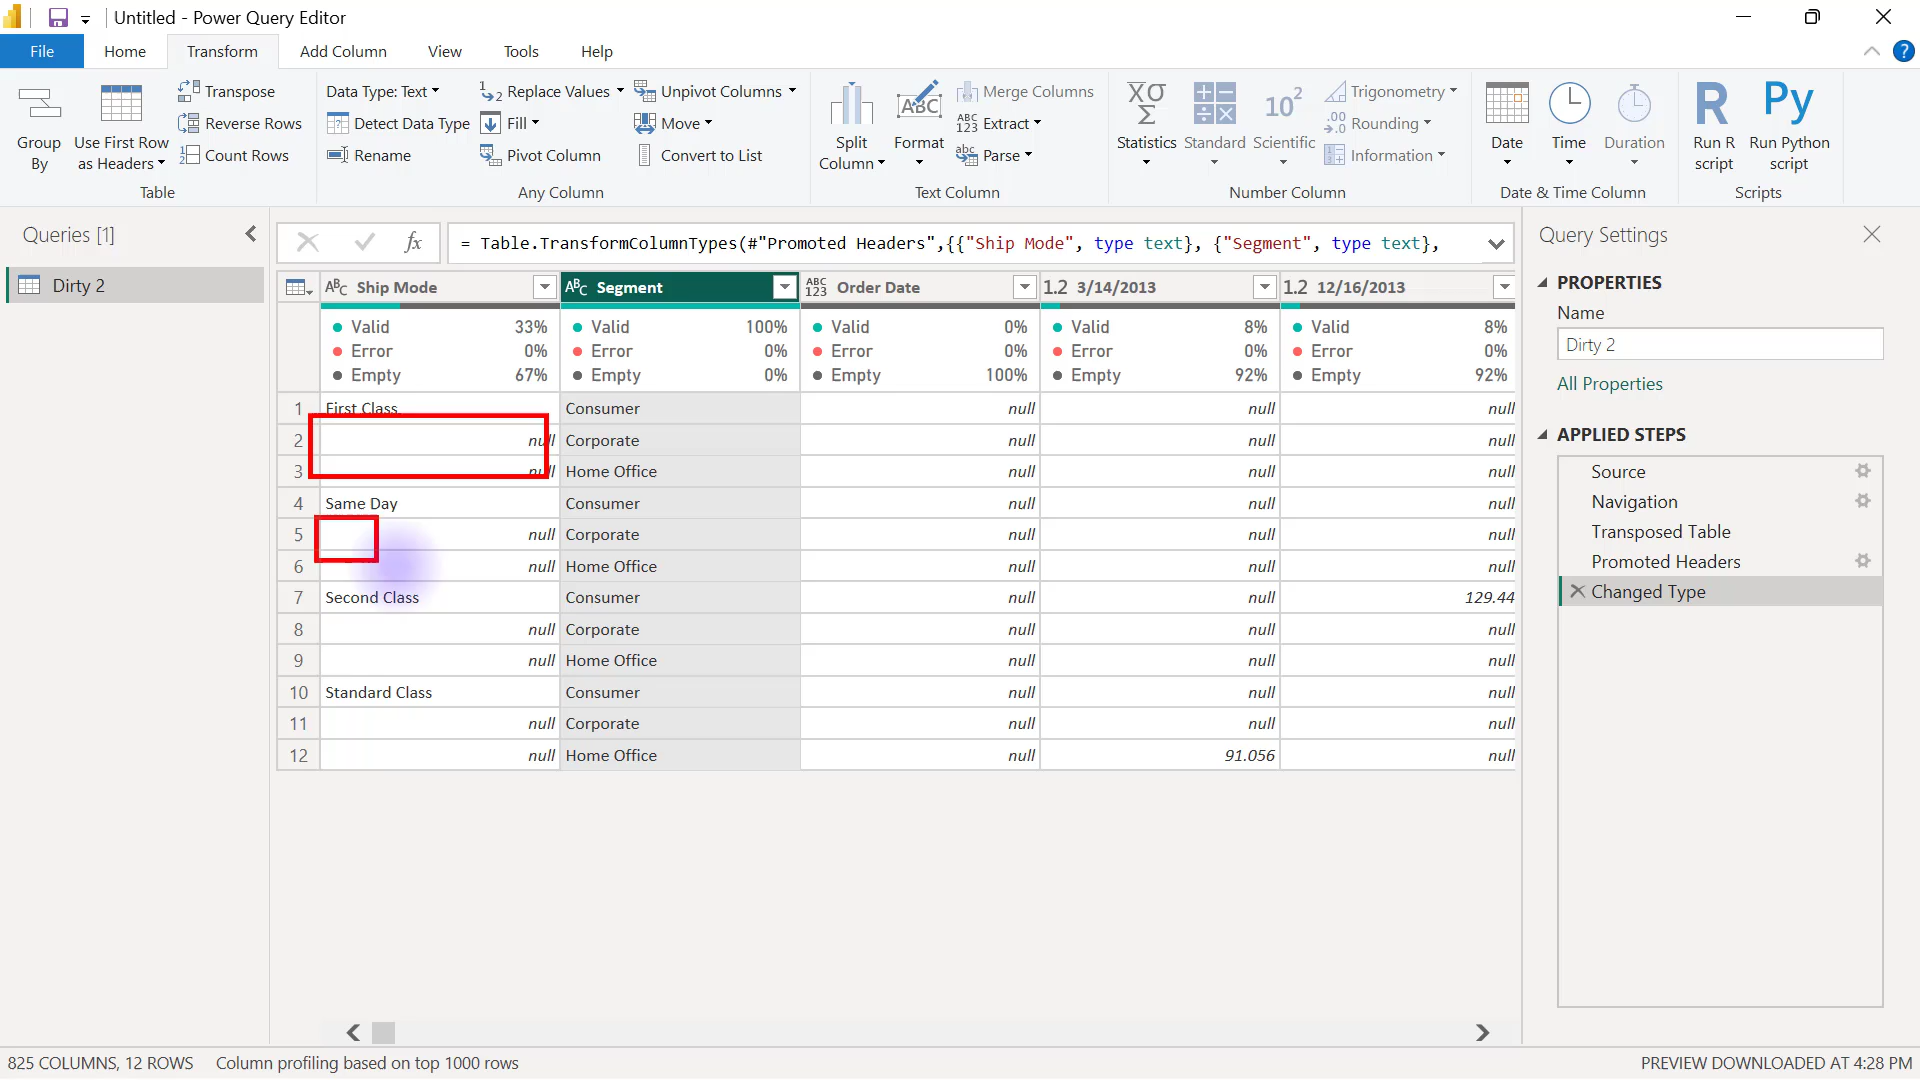 Untitled - Power Query Editor
File Home Transform Add Column View Tools Help
Group By
Use First Row as Headers
Transpose
Reverse Rows
Count Rows
Table
Data Type: Text
Detect Data Type
Rename
Replace Values
Fill
Pivot Column
Unpivot Columns
Move
Convert to List
Any Column
Split Column
ABC
Format
Merge Columns
ABC 123 Extract
abc Parse
Text Column
XΣσ Statistics
Standard
10² Scientific
Trigonometry
.00 Rounding
Information
Number Column
Date
Time
Duration
Date & Time Column
R
Run R script
Py
Run Python script
Scripts
Queries [1]
Dirty 2
fx
= Table.TransformColumnTypes(#"Promoted Headers",{{"Ship Mode", type text}, {"Segment", type text},
ABC Ship Mode ABC Segment ABC 123 Order Date 1.2 3/14/2013 1.2 12/16/2013
Valid 33% Valid 100% Valid 0% Valid 8% Valid 8%
Error 0% Error 0% Error 0% Error 0% Error 0%
Empty 67% Empty 0% Empty 100% Empty 92% Empty 92%
1 First Class Consumer null null null
2 null Corporate null null null
3 null Home Office null null null
4 Same Day Consumer null null null
5 null Corporate null null null
6 null Home Office null null null
7 Second Class Consumer null null 129.44
8 null Corporate null null null
9 null Home Office null null null
10 Standard Class Consumer null null null
11 null Corporate null null null
12 null Home Office null 91.056 null
Query Settings
PROPERTIES
Name
Dirty 2
All Properties
APPLIED STEPS
Source
Navigation
Transposed Table
Promoted Headers
Changed Type
825 COLUMNS, 12 ROWS Column profiling based on top 1000 rows
PREVIEW DOWNLOADED AT 4:28 PM